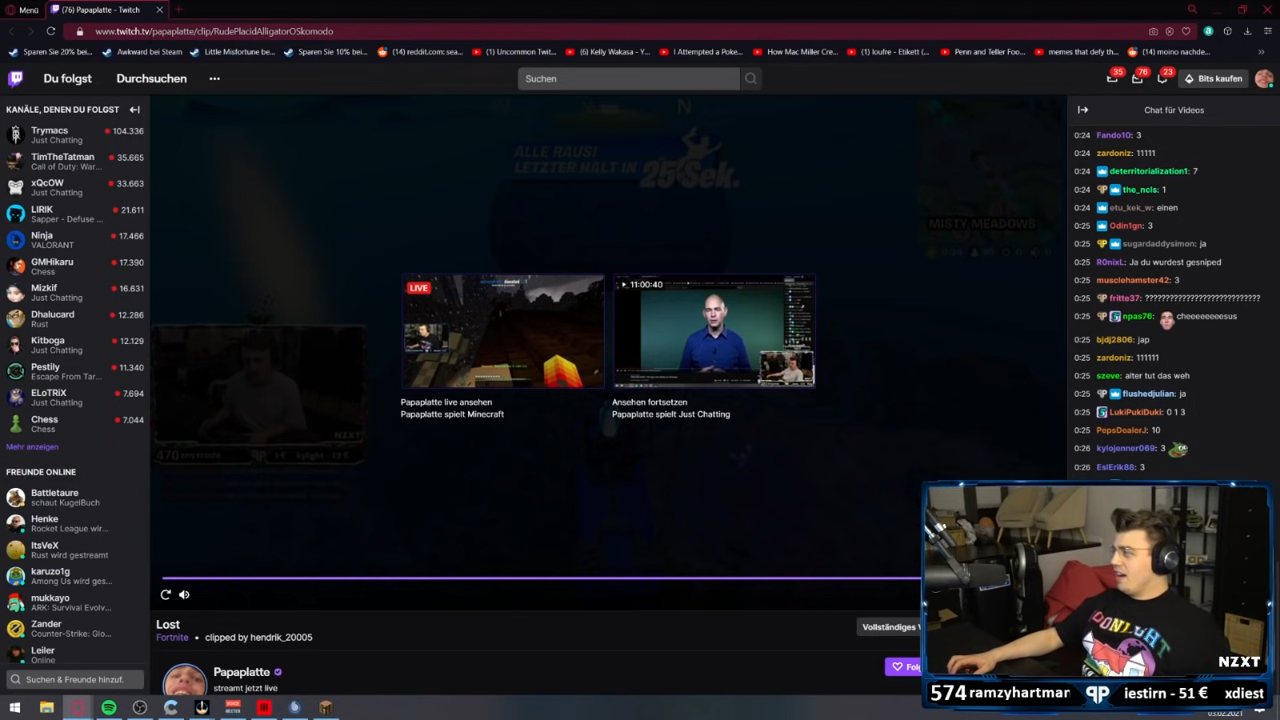 Menü
(76) Papaplatte - Twitch
www.twitch.tv/papaplatte/clip/RudePlacidAlligatorOSkomodo
Sparen Sie 20% bei...
Awkward bei Steam
Little Misfortune be...
Sparen Sie 10% bei...
(14) reddit.com: sea...
(1) Uncommon Twit...
(6) Kelly Wakasa - Y...
I Attempted a Poke...
How Mac Miller Cre...
(1) loufre - Etikett (...
Penn and Teller Foo...
memes that defy th...
(14) moino nachde...
Du folgst
Durchsuchen
Suchen
35
76
23
Bits kaufen
KANÄLE, DENEN DU FOLGST
Trymacs
104.336
Just Chatting
TimTheTatman
35.665
Call of Duty: War...
xQcOW
33.663
Just Chatting
LIRIK
21.611
Sapper - Defuse ...
Ninja
17.466
VALORANT
GMHikaru
17.390
Chess
Mizkif
16.631
Just Chatting
Dhalucard
12.286
Rust
Kitboga
12.129
Just Chatting
Pestily
11.340
Escape From Tar...
ELoTRiX
7.694
Just Chatting
Chess
7.044
Chess
Mehr anzeigen
FREUNDE ONLINE
Battletaure
schaut KugelBuch
Henke
Rocket League wir...
ItsVeX
Rust wird gestreamt
karuzo1g
Among Us wird ges...
mukkayo
ARK: Survival Evolv...
Zander
Counter-Strike: Glo...
Leiler
Online
Suchen & Freunde hinzuf.
N
ALLE RAUS!
LETZTER HALT IN
25 Sek.
MISTY MEADOWS
LIVE
11:00:40
Papaplatte live ansehen
Papaplatte spielt Minecraft
Ansehen fortsetzen
Papaplatte spielt Just Chatting
NZXT
470
Lost
Fortnite • clipped by hendrik_20005
Vollständiges V
Papaplatte
streamt jetzt live
Folg
Chat für Videos
0:24 Fando10: 3
0:24 zardoniz: 11111
0:24 deterritorialization1: 7
0:24 the_ncls: 1
0:24 etu_kek_w: einen
0:25 Odin1gn: 3
0:25 sugardaddysimon: ja
0:25 R0nixL: Ja du wurdest gesniped
0:25 musclehamster42: 3
0:25 fritte37: ????????????????????????????
0:25 npas76: cheeeeeeeesus
0:25 bjdj2806: jap
0:25 zardoniz: 111111
0:25 szeve: alter tut das weh
0:25 flushedjulian: ja
0:25 LukiPukiDuki: 0 1 3
0:25 PepsDealerJ: 10
0:26 kylojenner069: 3
0:26 EslErik88: 3
NZXT
574 ramzyhartman
iestirn - 51 €
xdiest
03.02.2021